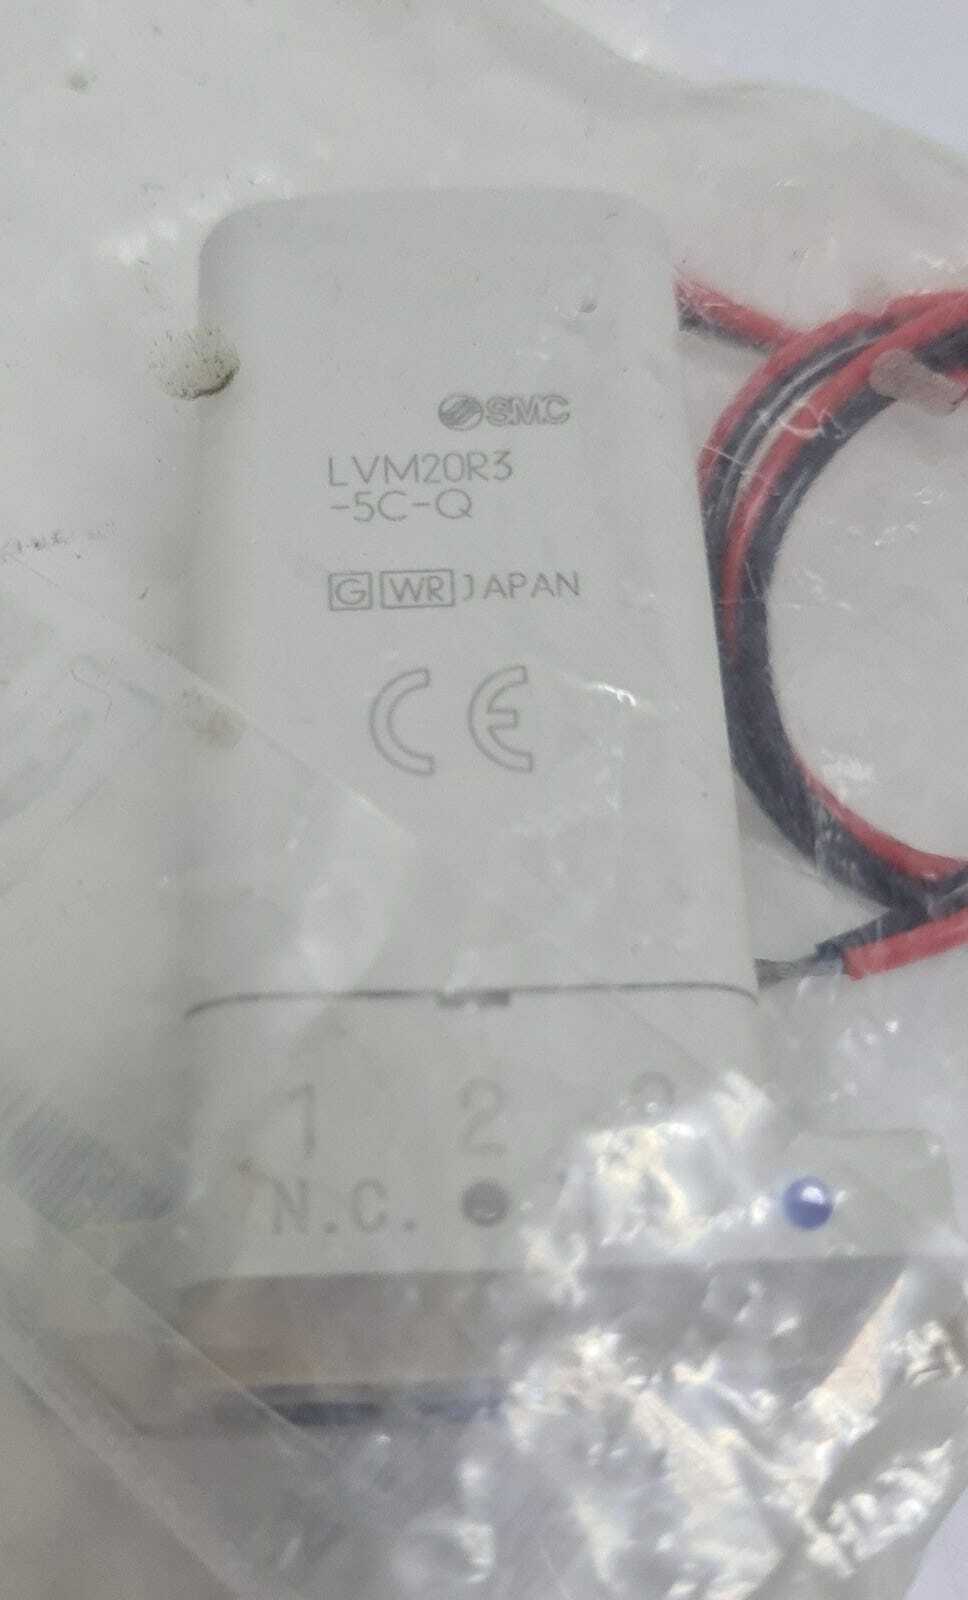 SMC
LVM20R3
-5C-Q
G WR JAPAN
CE
1 2
N.C.